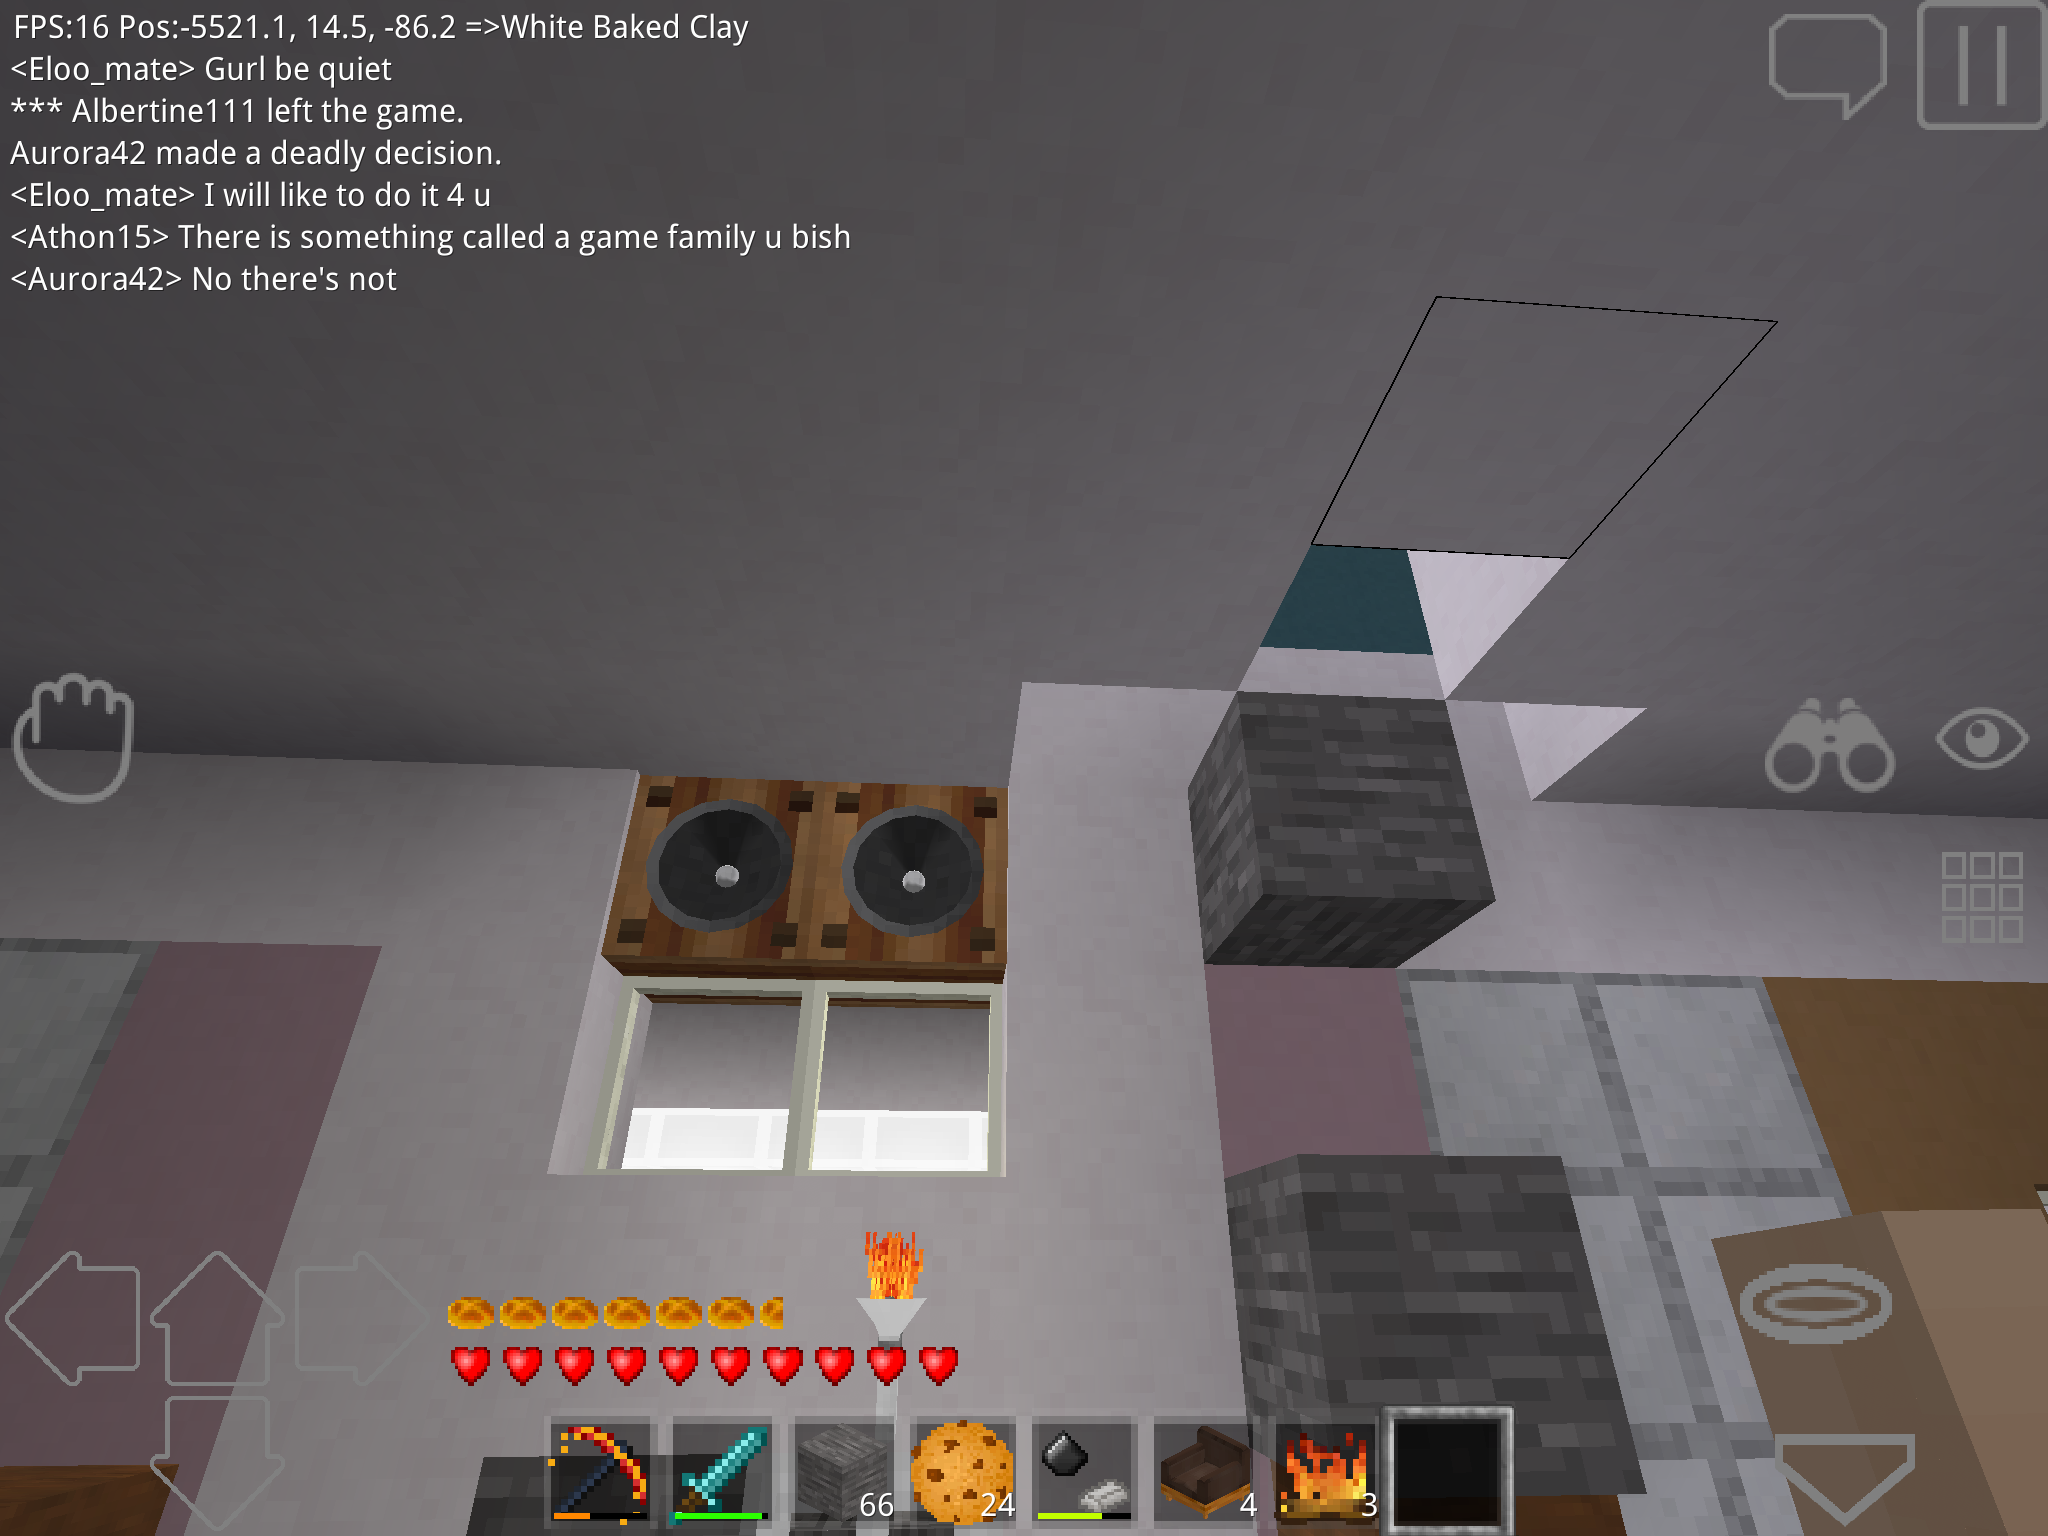 FPS:16 Pos:-5521.1, 14.5, -86.2 =>White Baked Clay
<Eloo_mate> Gurl be quiet
*** Albertine111 left the game.
Aurora42 made a deadly decision.
<Eloo_mate> I will like to do it 4 u
<Athon15> There is something called a game family u bish
<Aurora42> No there's not
66 24 4 3